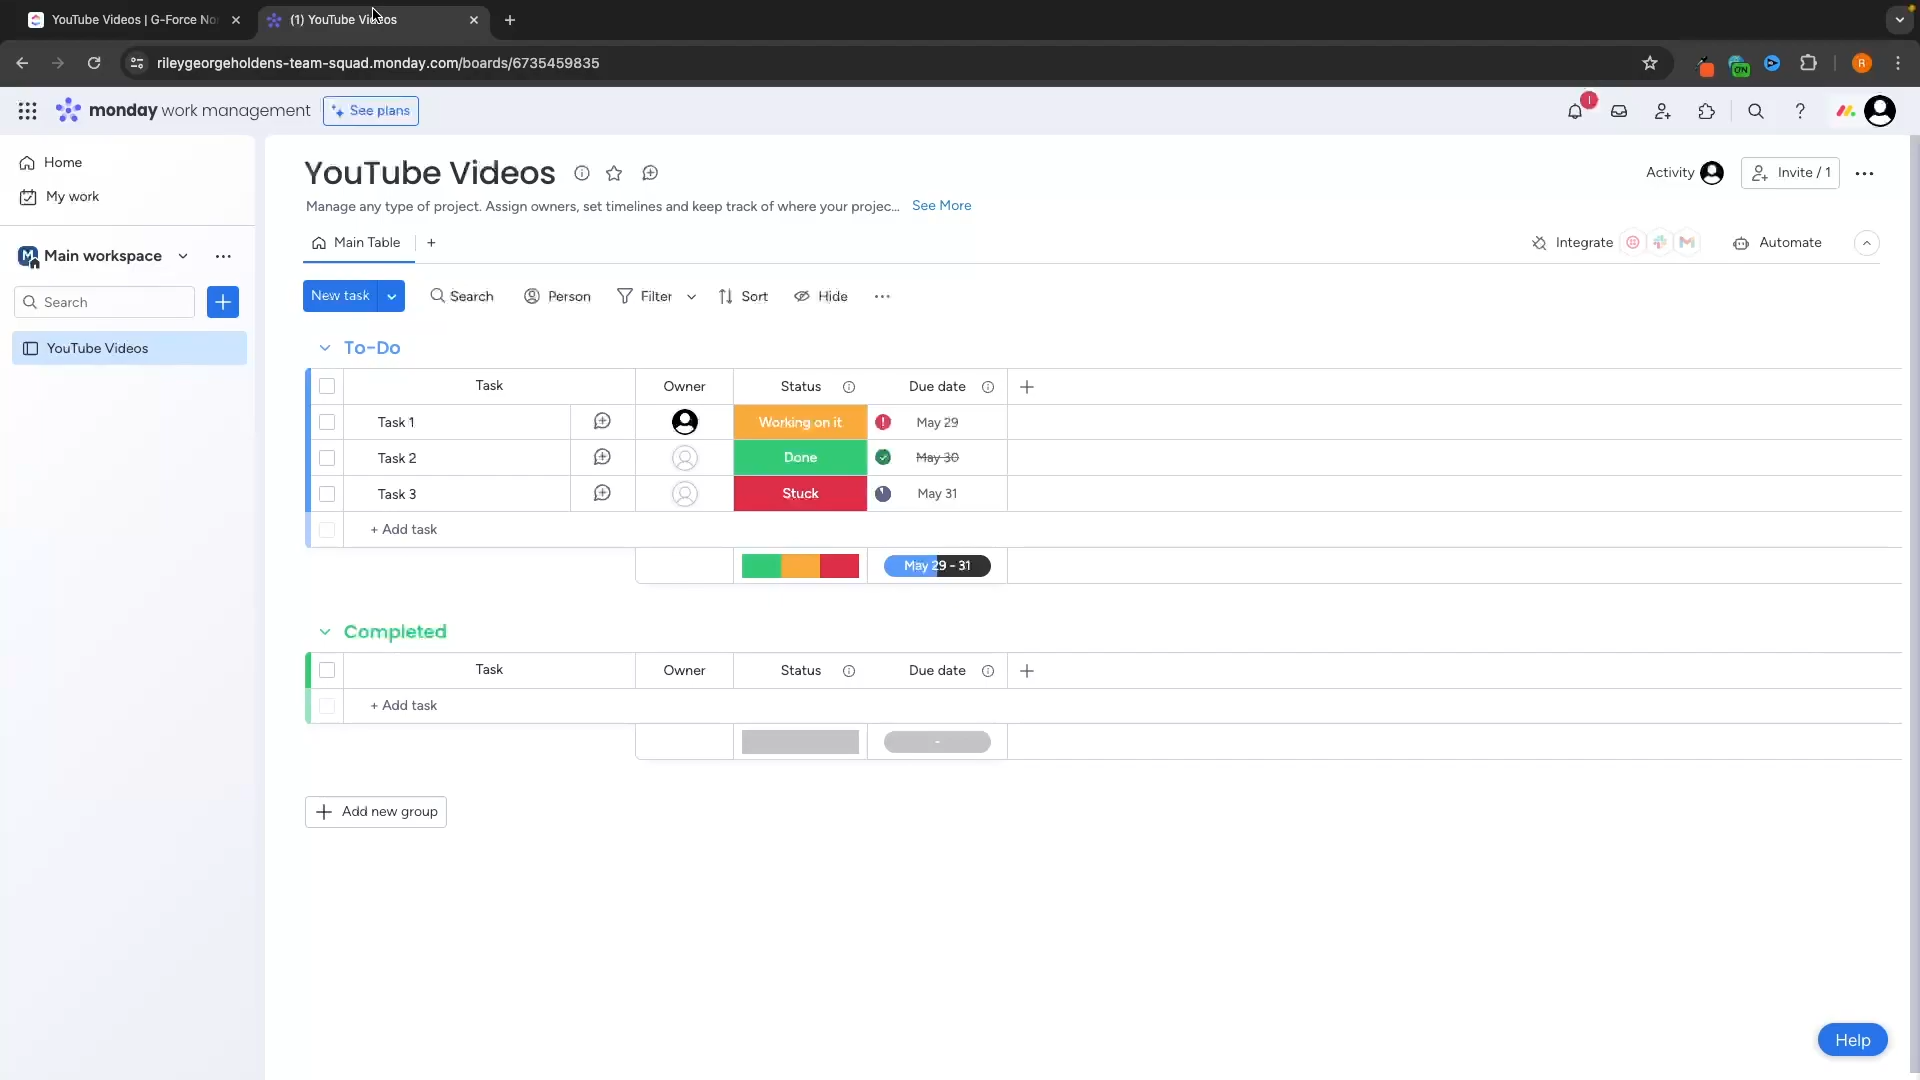 YouTube Videos | G-Force No
(1) YouTube Videos
rileygeorgeholdens-team-squad.monday.com/boards/6735459835
ON
R
monday work management
See plans
Home
My work
M
Main workspace
Search
YouTube Videos
YouTube Videos
Activity
Invite / 1
Manage any type of project. Assign owners, set timelines and keep track of where your projec...
See More
Main Table
Integrate
Automate
New task
Search
Person
Filter
Sort
Hide
To-Do
Task Owner Status Due date
Task 1 Working on it May 29
Task 2 Done May 30
Task 3 Stuck May 31
+ Add task
May 29 - 31
Completed
Task Owner Status Due date
+ Add task
-
Add new group
Help